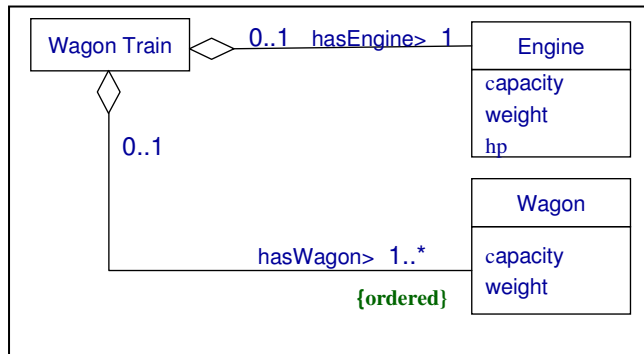 Wagon Train
0..1 hasEngine> 1
Engine
capacity
weight
hp
0..1
Wagon
capacity
weight
hasWagon> 1..*
{ordered}